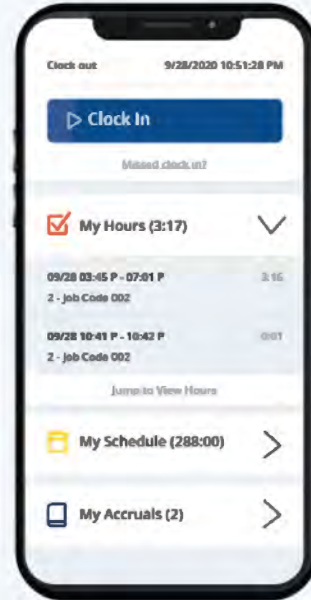 Clock out 9/28/2020 10:51:28 PM
Clock In
Missed clock in?
My Hours (3:17)
09/28 03:45 P - 07:01 P 3:16
2 - Job Code 002
09/28 10:41 P - 10:42 P 0:01
2 - Job Code 002
Jump to View Hours
My Schedule (288:00)
My Accruals (2)